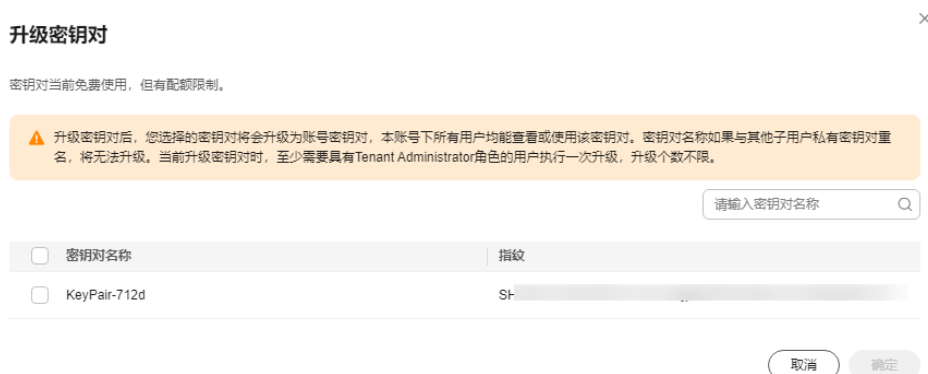 升级密钥对
密钥对当前免费使用，但有配额限制。
升级密钥对后，您选择的密钥对将会升级为账号密钥对，本账号下所有用户均能查看或使用该密钥对。密钥对名称如果与其他子用户私有密钥对重
名，将无法升级。当前升级密钥对时，至少需要具有Tenant Administrator角色的用户执行一次升级，升级个数不限。
请输入密钥对名称
密钥对名称 指纹
KeyPair-712d SH
取消 确定